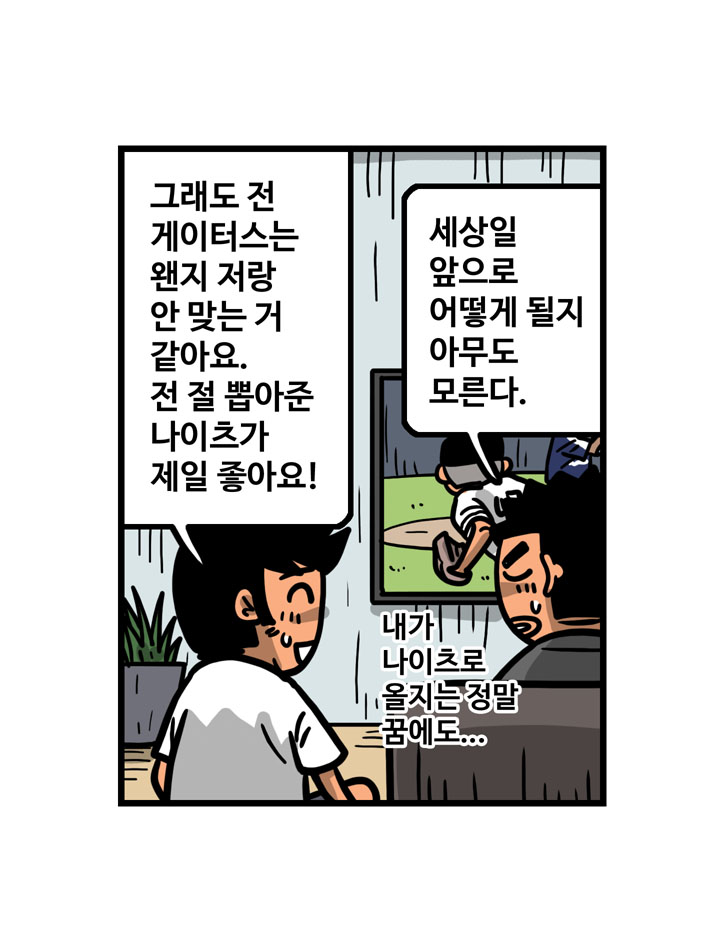 그래도 전
게이터스는
왠지 저랑
안 맞는 거
같아요.
전 절 뽑아준
나이츠가
제일 좋아요!
세상일
앞으로
어떻게 될지
아무도
모른다.
내가
나이츠로
올지는 정말
꿈에도...